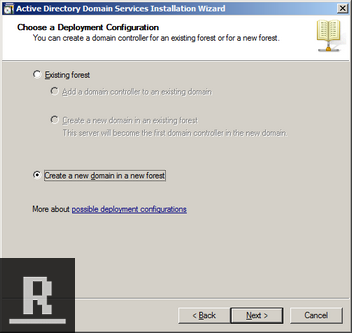 Active Directory Domain Services Installation Wizard
Choose a Deployment Configuration
You can create a domain controller for an existing forest or for a new forest.
Existing forest
Add a domain controller to an existing domain
Create a new domain in an existing forest
This server will become the first domain controller in the new domain.
Create a new domain in a new forest
More about possible deployment configurations
R
< Back Next > Cancel